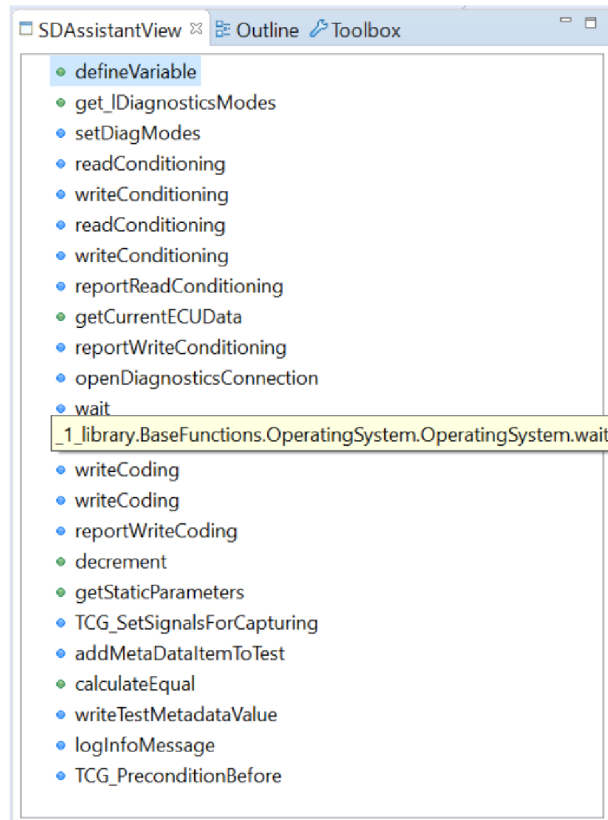 SDAssistantView Outline Toolbox
defineVariable
get_lDiagnosticsModes
setDiagModes
readConditioning
writeConditioning
readConditioning
writeConditioning
reportReadConditioning
getCurrentECUData
reportWriteConditioning
openDiagnosticsConnection
wait
_1_library.BaseFunctions.OperatingSystem.OperatingSystem.wait
writeCoding
writeCoding
reportWriteCoding
decrement
getStaticParameters
TCG_SetSignalsForCapturing
addMetaDataItemToTest
calculateEqual
writeTestMetadataValue
logInfoMessage
TCG_PreconditionBefore